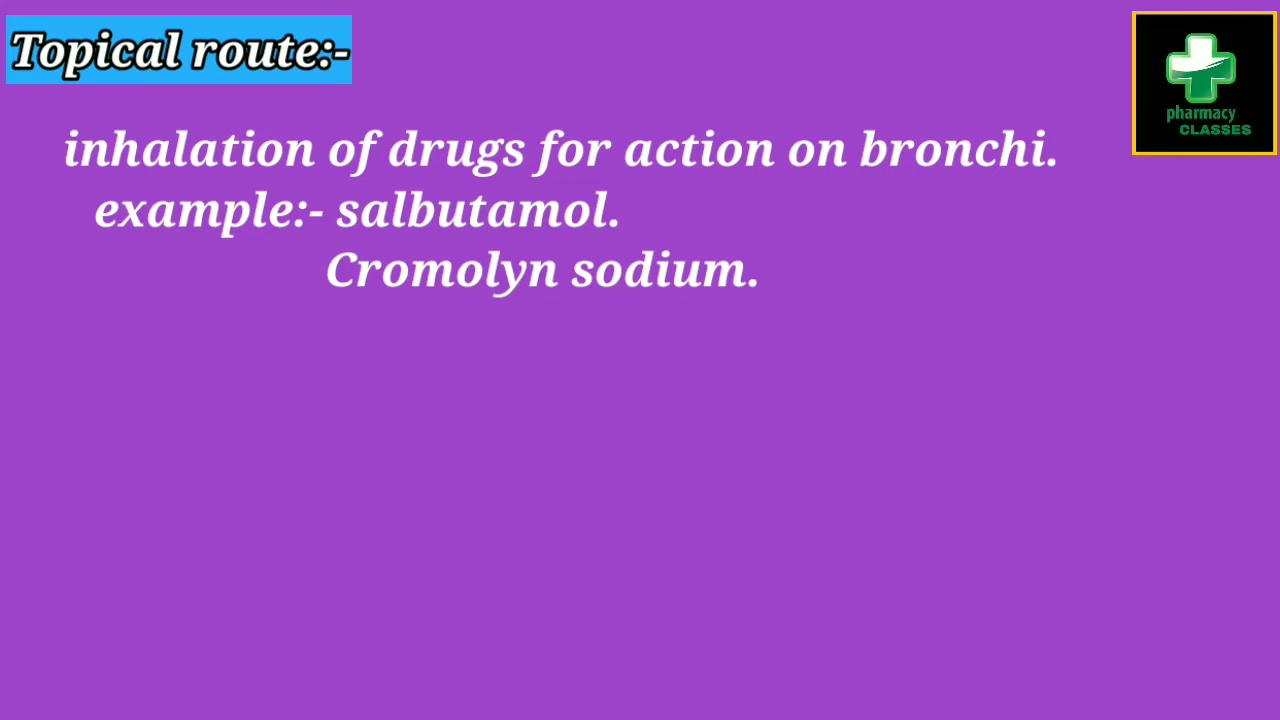 Topical route:-
pharmacy
CLASSES
inhalation of drugs for action on bronchi.
example:- salbutamol.
Cromolyn sodium.